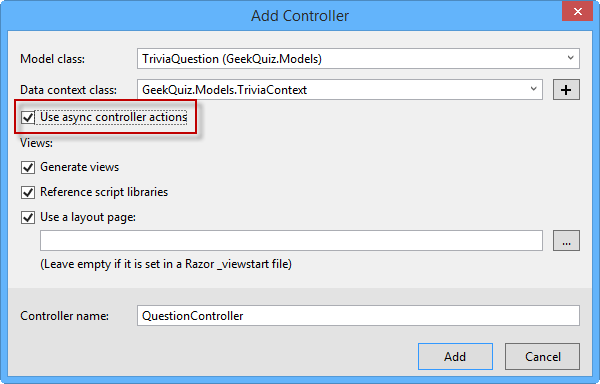 Add Controller
Model class: TriviaQuestion (GeekQuiz.Models)
Data context class: GeekQuiz.Models.TriviaContext +
Use async controller actions
Views:
Generate views
Reference script libraries
Use a layout page:
...
(Leave empty if it is set in a Razor _viewstart file)
Controller name: QuestionController
Add Cancel